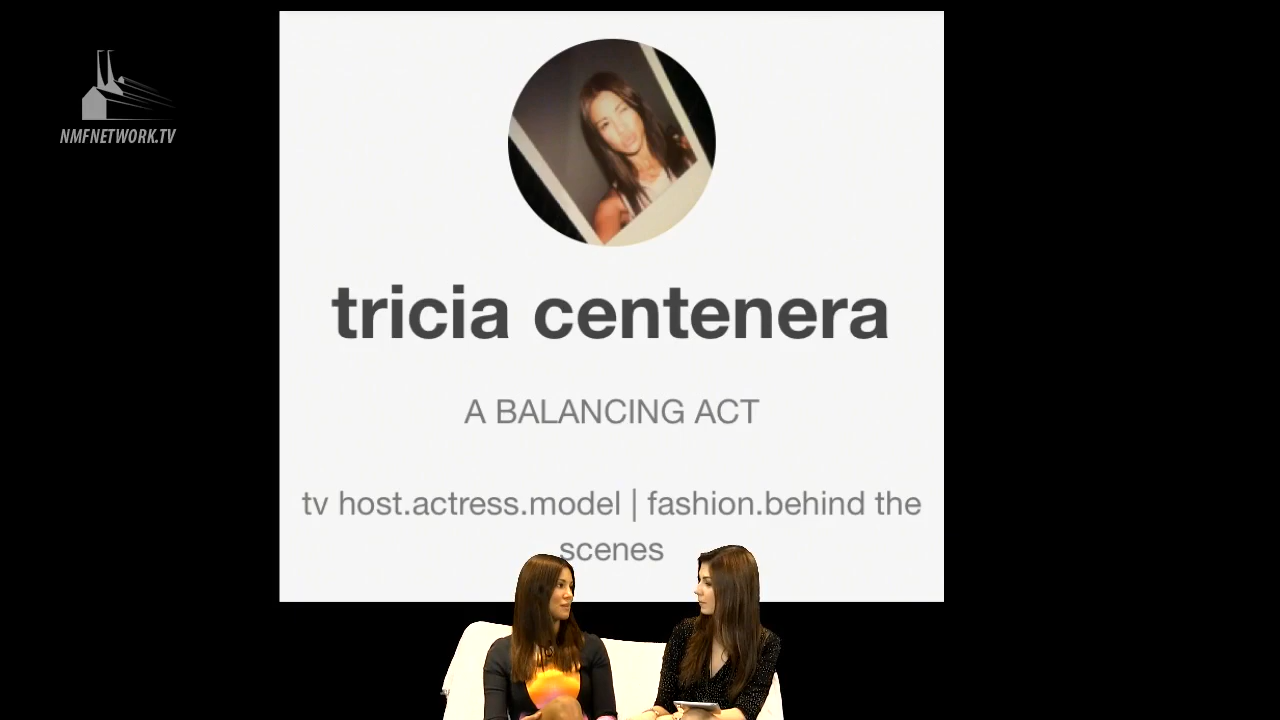 NMFNETWORK.TV
tricia centenera
A BALANCING ACT
tv host.actress.model | fashion.behind the
scenes